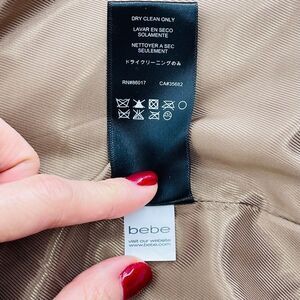 DRY CLEAN ONLY
LAVAR EN SECO
SOLAMENTE
NETTOYER A SEC
SEULEMENT
ドライクリーニングのみ
RN#86017 CA#35682
bebe
visit our website
www.bebe.com